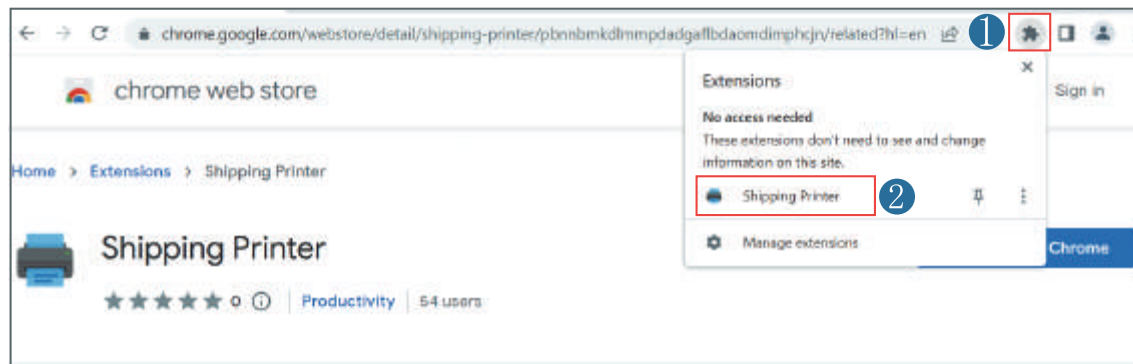 chrome.google.com/webstore/detail/shipping-printer/pbnnbmkdlmmpdadgaflbdaomdimphcjn/related?hl=en
1
chrome web store
Extensions
Sign in
No access needed
These extensions don't need to see and change
information on this site.
Home > Extensions > Shipping Printer
Shipping Printer
2
Manage extensions
Shipping Printer
Chrome
0
Productivity
54 users